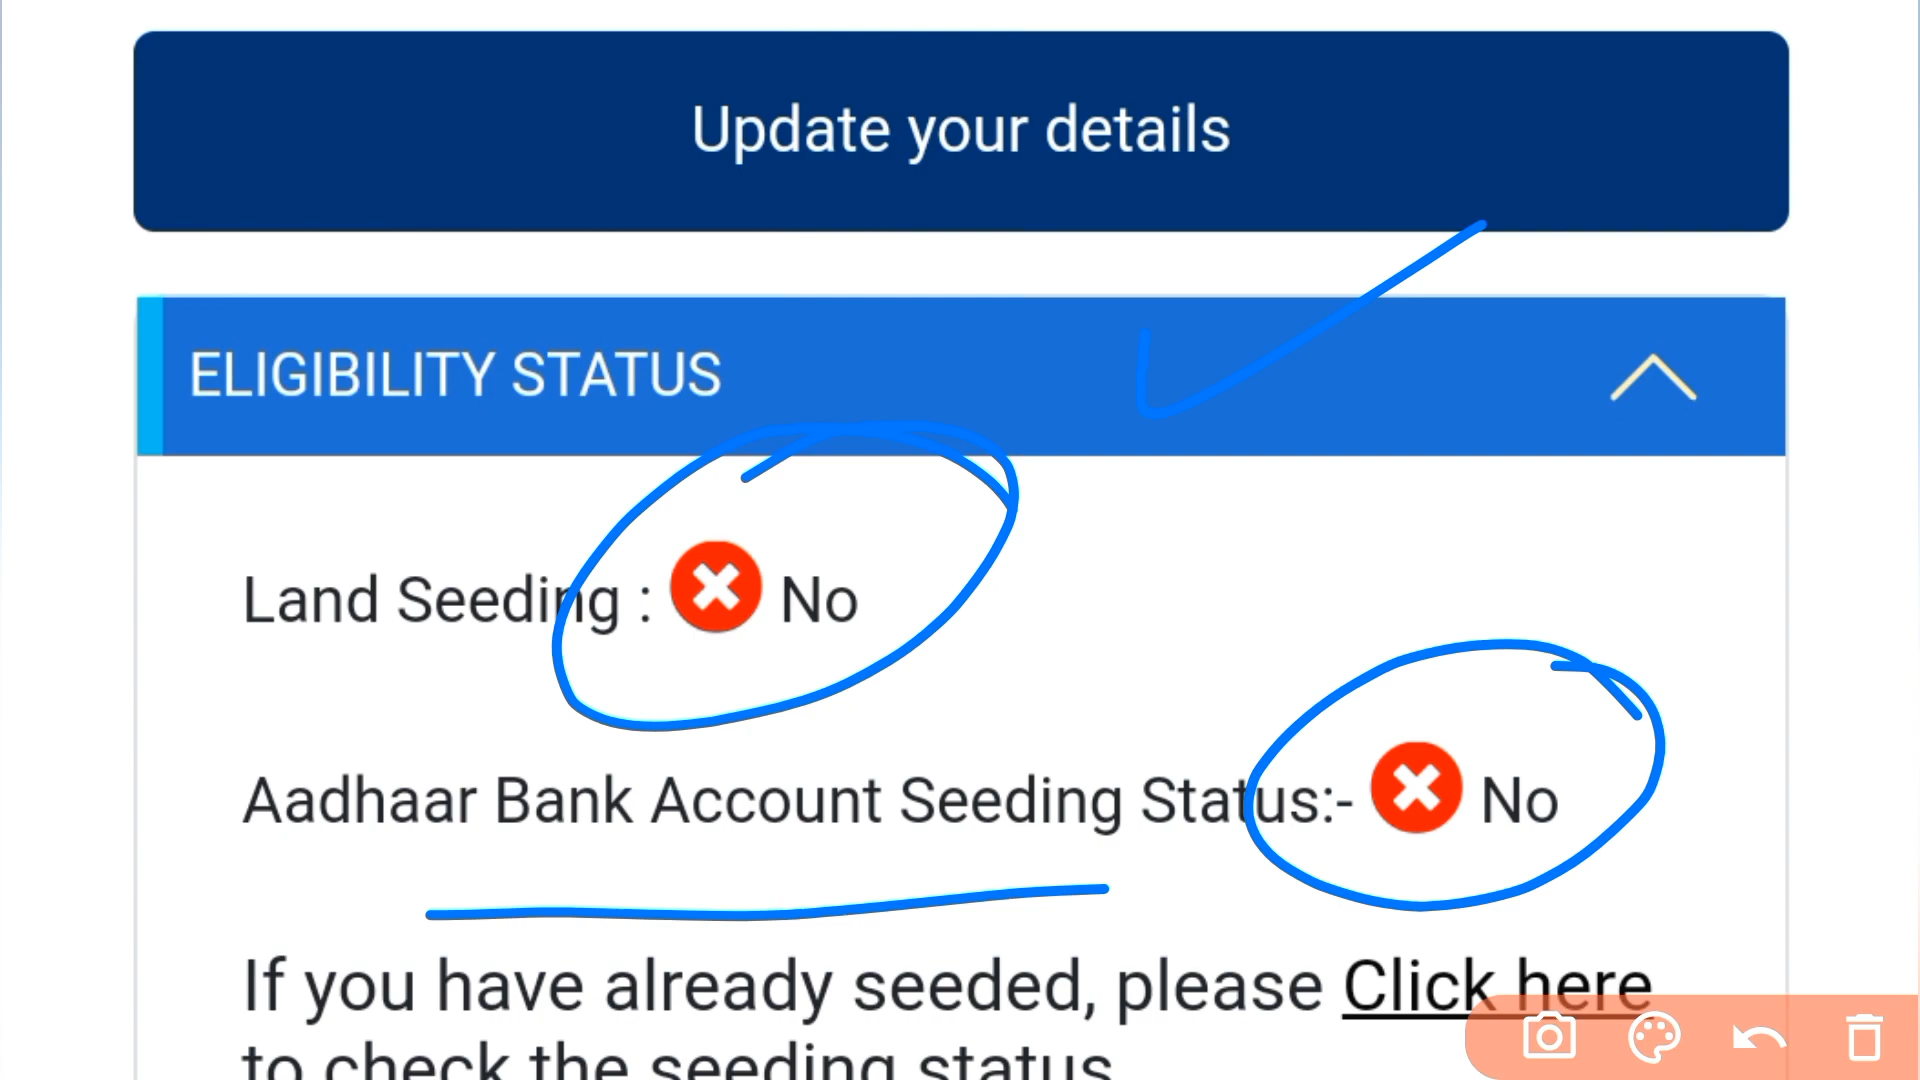 Update your details
ELIGIBILITY STATUS
Land Seeding : No
Aadhaar Bank Account Seeding Status:- No
If you have already seeded, please Click here
to check the seeding status